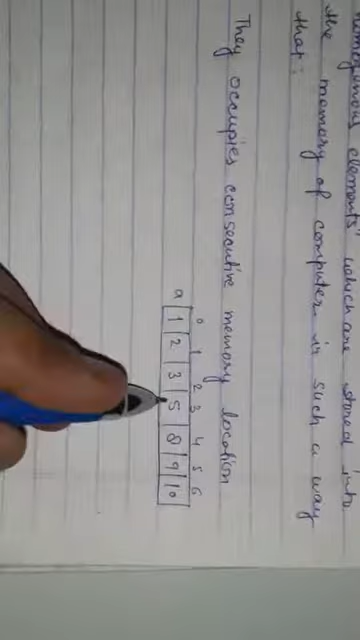 homogenous elements" which are stored into
the memory of computer in such a way
that:
They occupies consecutive memory location
0 1 2 3 4 5 6
a 1 2 3 5 8 9 10